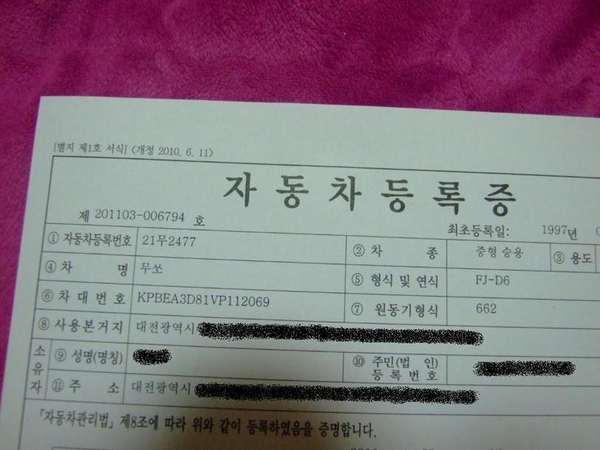 [별지 제1호 서식] <개정 2010. 6. 11>
자동차등록증
제 201103-006794 호
최초등록일: 1997년
① 자동차등록번호 21무2477 ② 차 종 중형 승용 ③ 용도
④ 차 명 무쏘 ⑤ 형식 및 연식 FJ-D6
⑥ 차대번호 KPBEA3D81VP112069 ⑦ 원동기형식 662
⑧ 사용본거지 대전광역시
소유자 ⑨ 성명(명칭) ⑩ 주민(법인)등록번호
⑪ 주 소 대전광역시
「자동차관리법」 제8조에 따라 위와 같이 등록하였음을 증명합니다.